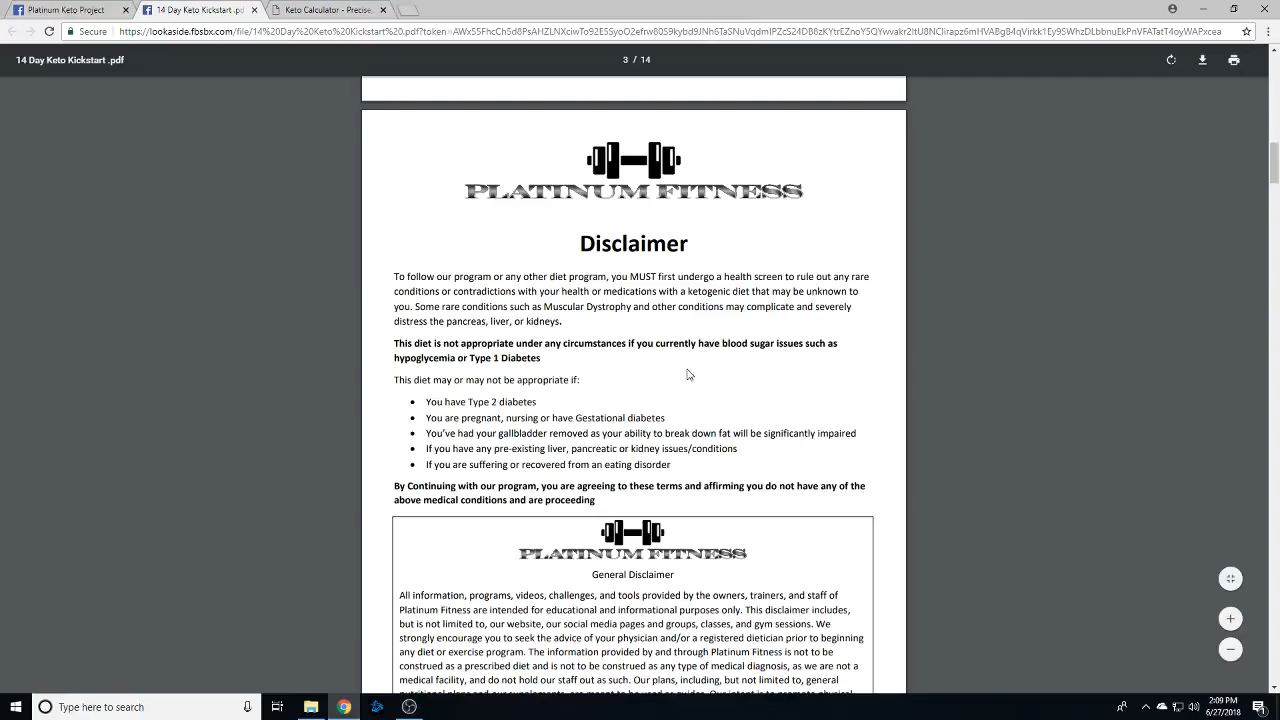 Platinum Keto Project
14 Day Keto Kickstart .pdf
Keto Calculator - Precise
Secure
14 Day Keto Kickstart .pdf
3 / 14
PLATINUM FITNESS
Disclaimer
To follow our program or any other diet program, you MUST first undergo a health screen to rule out any rare
conditions or contradictions with your health or medications with a ketogenic diet that may be unknown to
you. Some rare conditions such as Muscular Dystrophy and other conditions may complicate and severely
distress the pancreas, liver, or kidneys.
This diet is not appropriate under any circumstances if you currently have blood sugar issues such as
hypoglycemia or Type 1 Diabetes
This diet may or may not be appropriate if:
• You have Type 2 diabetes
• You are pregnant, nursing or have Gestational diabetes
• You've had your gallbladder removed as your ability to break down fat will be significantly impaired
• If you have any pre-existing liver, pancreatic or kidney issues/conditions
• If you are suffering or recovered from an eating disorder
By Continuing with our program, you are agreeing to these terms and affirming you do not have any of the
above medical conditions and are proceeding
PLATINUM FITNESS
General Disclaimer
All information, programs, videos, challenges, and tools provided by the owners, trainers, and staff of
Platinum Fitness are intended for educational and informational purposes only. This disclaimer includes,
but is not limited to, our website, our social media pages and groups, classes, and gym sessions. We
strongly encourage you to seek the advice of your physician and/or a registered dietician prior to beginning
any diet or exercise program. The information provided by and through Platinum Fitness is not to be
construed as a prescribed diet and is not to be construed as any type of medical diagnosis, as we are not a
medical facility, and do not hold our staff out as such. Our plans, including, but not limited to, general
Type here to search
2:09 PM
6/27/2018